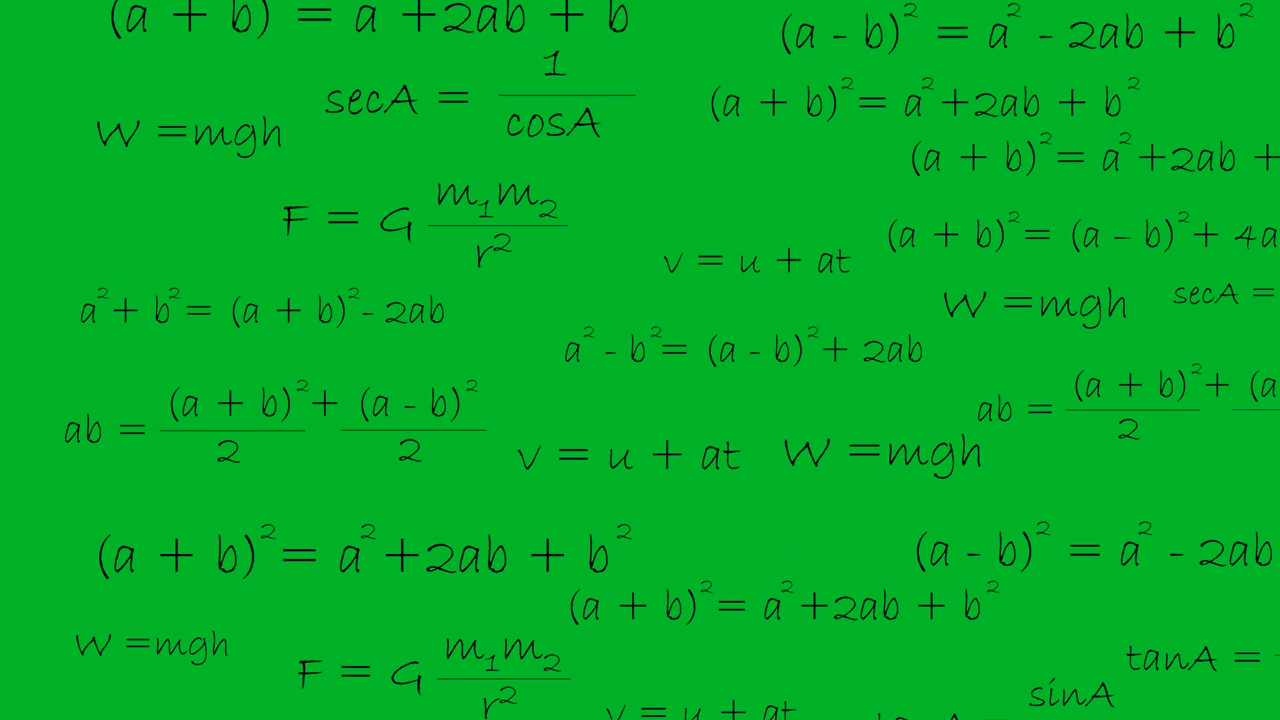 (a + b) = a +2ab + b
(a - b)² = a² - 2ab + b²
secA = 1/cosA
(a + b)²= a²+2ab + b²
W =mgh
(a + b)²= a²+2ab +
F = G m₁m₂/r²
(a + b)²= (a - b)²+ 4a
v = u + at
a²+ b²= (a + b)²- 2ab
W =mgh
secA =
a² - b²= (a - b)²+ 2ab
ab = (a + b)²/2 + (a - b)²/2
ab = (a + b)²/2 + (a
v = u + at
W =mgh
(a + b)²= a²+2ab + b²
(a - b)² = a² - 2ab
(a + b)²= a²+2ab + b²
W =mgh
F = G m₁m₂/r²
tanA =
sinA
v = u + at